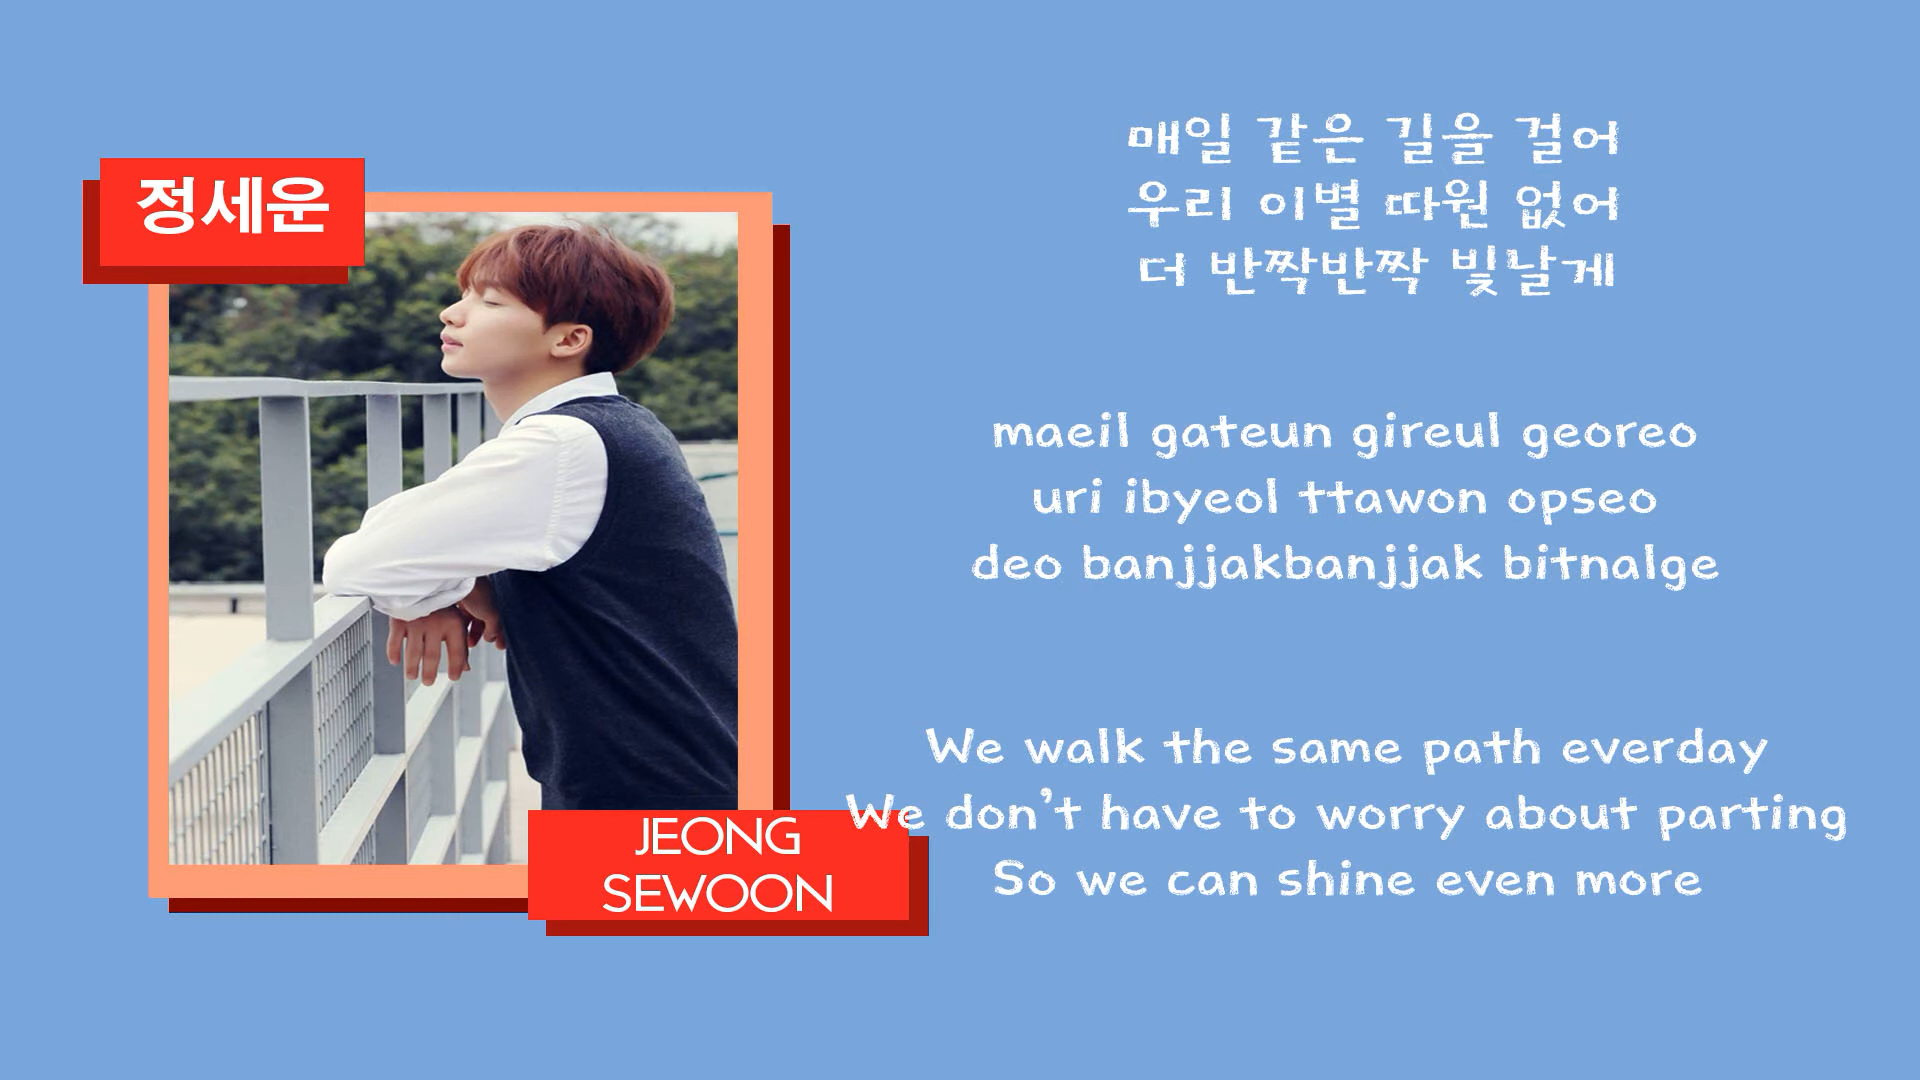 정세운
JEONG
SEWOON
매일 같은 길을 걸어
우리 이별 따윈 없어
더 반짝반짝 빛날게
maeil gateun gireul georeo
uri ibyeol ttawon opseo
deo banjjakbanjjak bitnalge
We walk the same path everday
We don't have to worry about parting
So we can shine even more